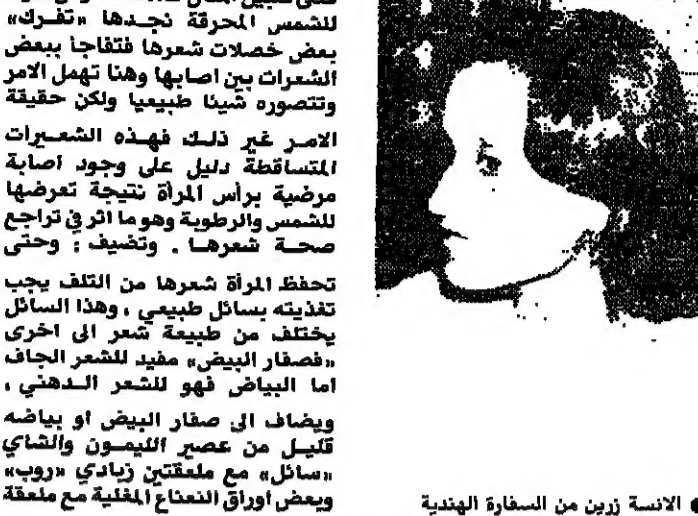 للشمس المحرقة نجدها «تفرك»
بعض خصلات شعرها فتفاجأ ببعض
الشعرات بين اصابها وهنا تهمل الامر
وتتصوره شيئا طبيعيا ولكن حقيقة
الامر غير ذلك فهذه الشعيرات
المتساقطة دليل على وجود اصابة
مرضية برأس المرأة نتيجة تعرضها
للشمس والرطوبة وهو ما اثر في تراجع
صحة شعرها . وتضيف : وحتى
تحفظ المرأة شعرها من التلف يجب
تغذيته بسائل طبيعي ، وهذا السائل
يختلف من طبيعة شعر الى اخرى
«فصفار البيض» مفيد للشعر الجاف
اما البياض فهو للشعر الدهني .
ويضاف الى صفار البيض او بياضه
قليل من عصير الليمون والشاي
«سائل» مع ملعقتين زبادي «روب»
وبعض اوراق النعناع المغلية مع ملعقة
• الانسة زرين من السفارة الهندية